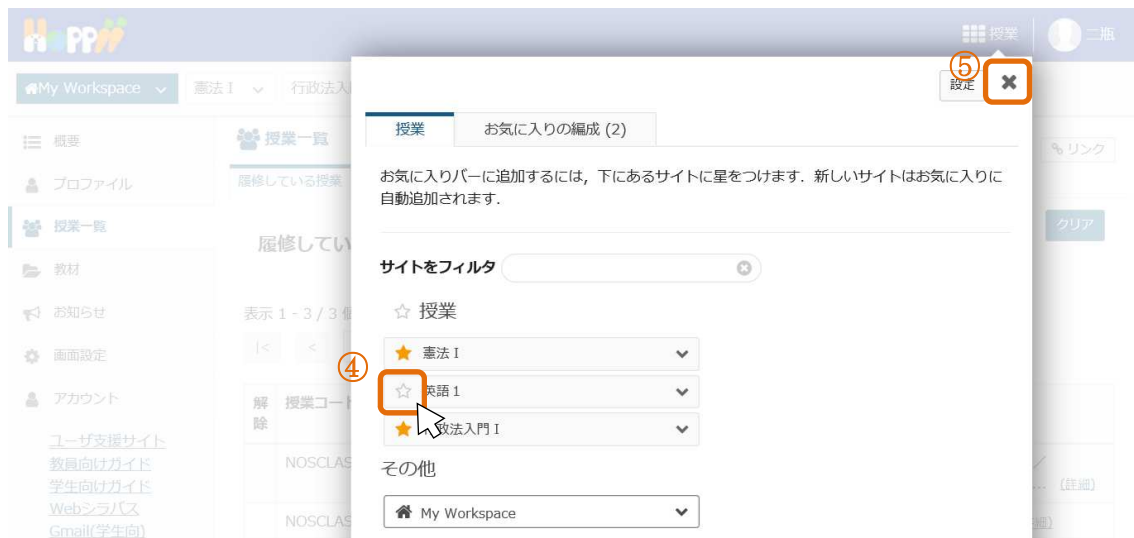 Hoppii
授業
二瓶
⑤
設定
My Workspace
憲法 I
行政法入
授業
お気に入りの編成 (2)
概要
授業一覧
リンク
お気に入りバーに追加するには，下にあるサイトに星をつけます．新しいサイトはお気に入りに
自動追加されます．
プロファイル
履修している授業
授業一覧
クリア
履修してい
サイトをフィルタ
教材
お知らせ
表示 1 - 3 / 3
授業
画面設定
|<
<
④
憲法 I
アカウント
解除
授業コード
英語 1
政法入門 I
ユーザ支援サイト
教員向けガイド
学生向けガイド
Webシラバス
Gmail(学生向)
NOSCLAS
その他
... (詳細)
My Workspace
NOSCLAS
細)